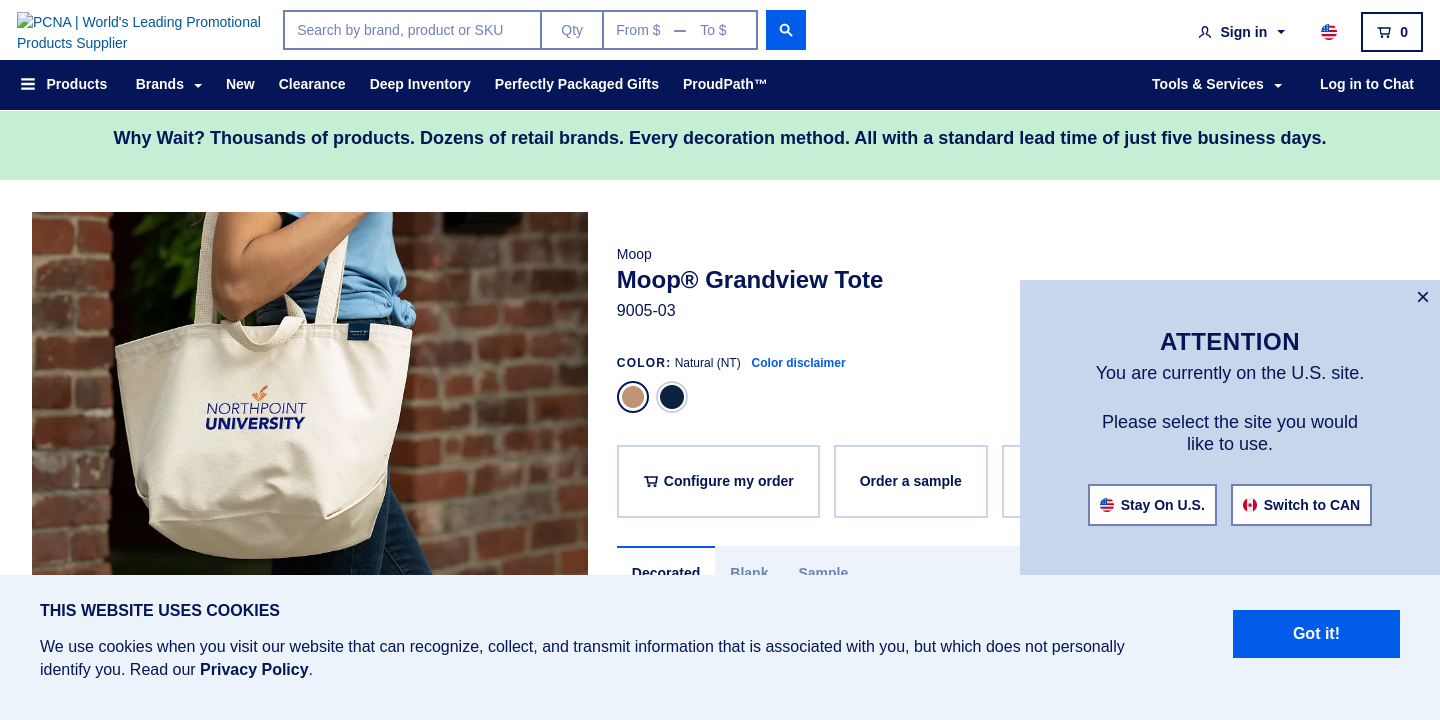 PCNA | World's Leading Promotional
Products Supplier
Search by brand, product or SKU
Qty
From $ — To $
Sign in
0
Products
Brands
New
Clearance
Deep Inventory
Perfectly Packaged Gifts
ProudPath™
Tools & Services
Log in to Chat
Why Wait? Thousands of products. Dozens of retail brands. Every decoration method. All with a standard lead time of just five business days.
NORTHPOINT
UNIVERSITY
Moop
Moop® Grandview Tote
9005-03
COLOR: Natural (NT) Color disclaimer
Configure my order
Order a sample
Decorated
Blank
Sample
×
ATTENTION
You are currently on the U.S. site.
Please select the site you would
like to use.
Stay On U.S.
Switch to CAN
THIS WEBSITE USES COOKIES
We use cookies when you visit our website that can recognize, collect, and transmit information that is associated with you, but which does not personally
identify you. Read our Privacy Policy.
Got it!